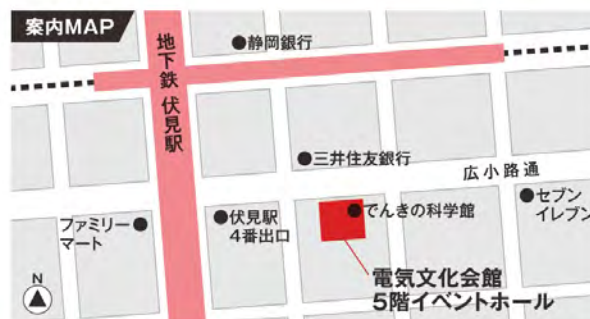 案内MAP
地下鉄 伏見駅
●静岡銀行
●三井住友銀行
広小路通
ファミリー
マート●
●伏見駅
4番出口
●でんきの科学館
●セブン
イレブン
電気文化会館
5階イベントホール
N